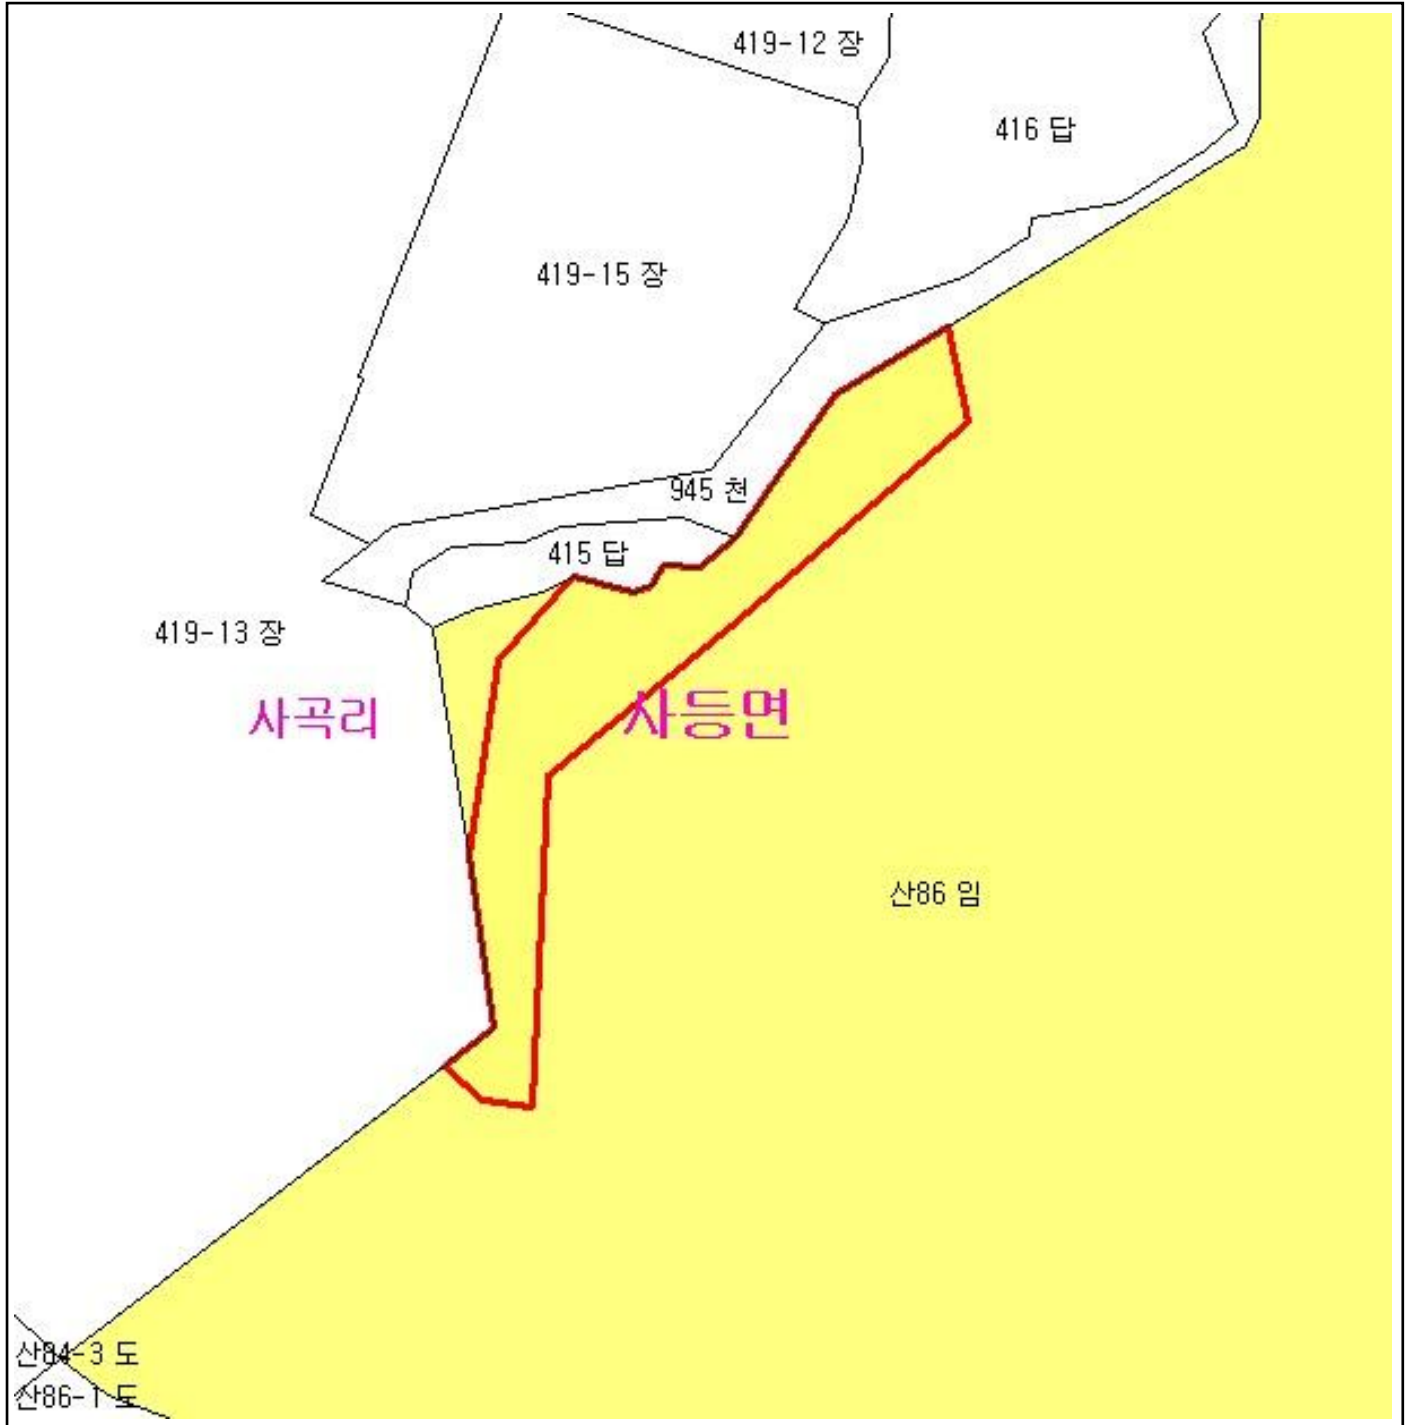 419-12 장
416 답
419-15 장
945 천
415 답
419-13 장
사곡리
사등면
산86 임
산84-3 도
산86-1 도